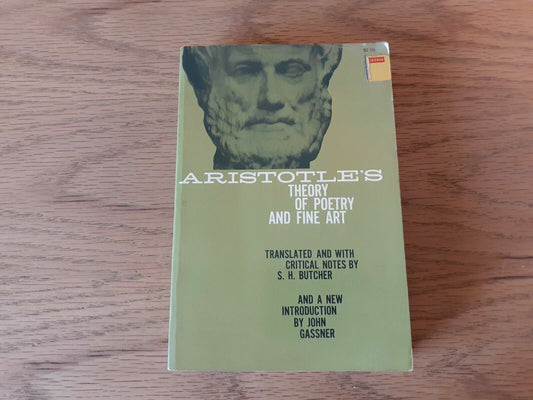 ARISTOTLE'S
THEORY
OF POETRY
AND FINE ART
TRANSLATED AND WITH
CRITICAL NOTES BY
S. H. BUTCHER
AND A NEW
INTRODUCTION
BY JOHN
GASSNER